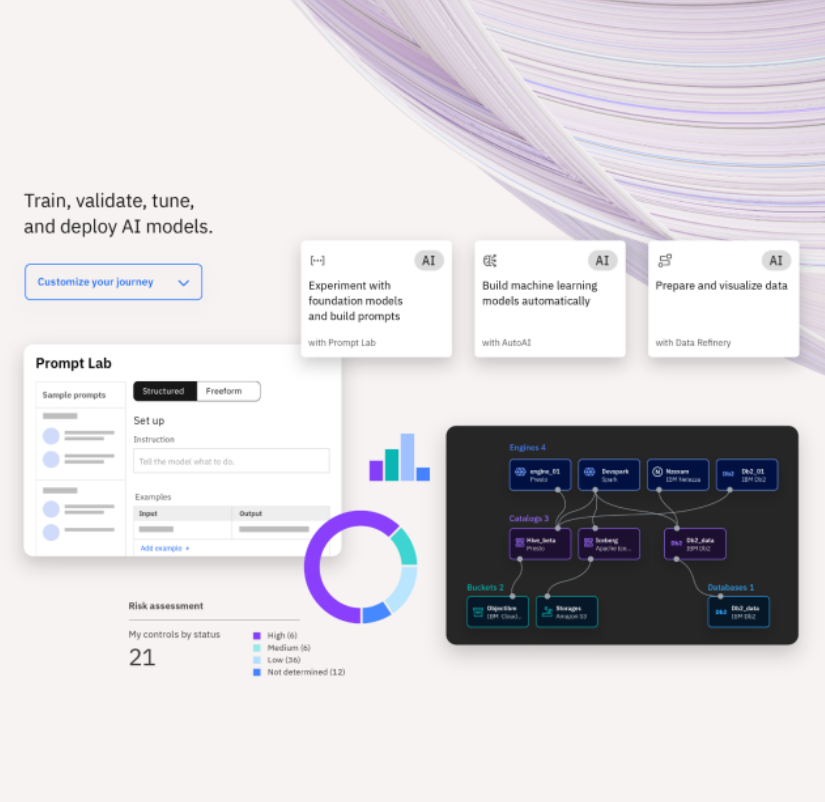 Train, validate, tune,
and deploy AI models.
Customize your journey
AI
Experiment with
foundation models
and build prompts
with Prompt Lab
AI
Build machine learning
models automatically
with AutoAI
AI
Prepare and visualize data
with Data Refinery
Prompt Lab
Sample prompts
Structured
Freeform
Set up
Instruction
Tell the model what to do.
Examples
Input
Output
Add example +
Risk assessment
My controls by status
21
High (6)
Medium (6)
Low (36)
Not determined (12)
Engines 4
engine_01
Presto
Devspark
Spark
IBM Netezza
Db2
Db2_01
IBM Db2
Catalogs 3
Hive_beta
Presto
Iceberg
Apache Ice...
Db2
Db2_data
IBM Db2
Buckets 2
IBM Cloud...
Storages
Amazon S3
Databases 1
Db2
Db2_data
IBM Db2